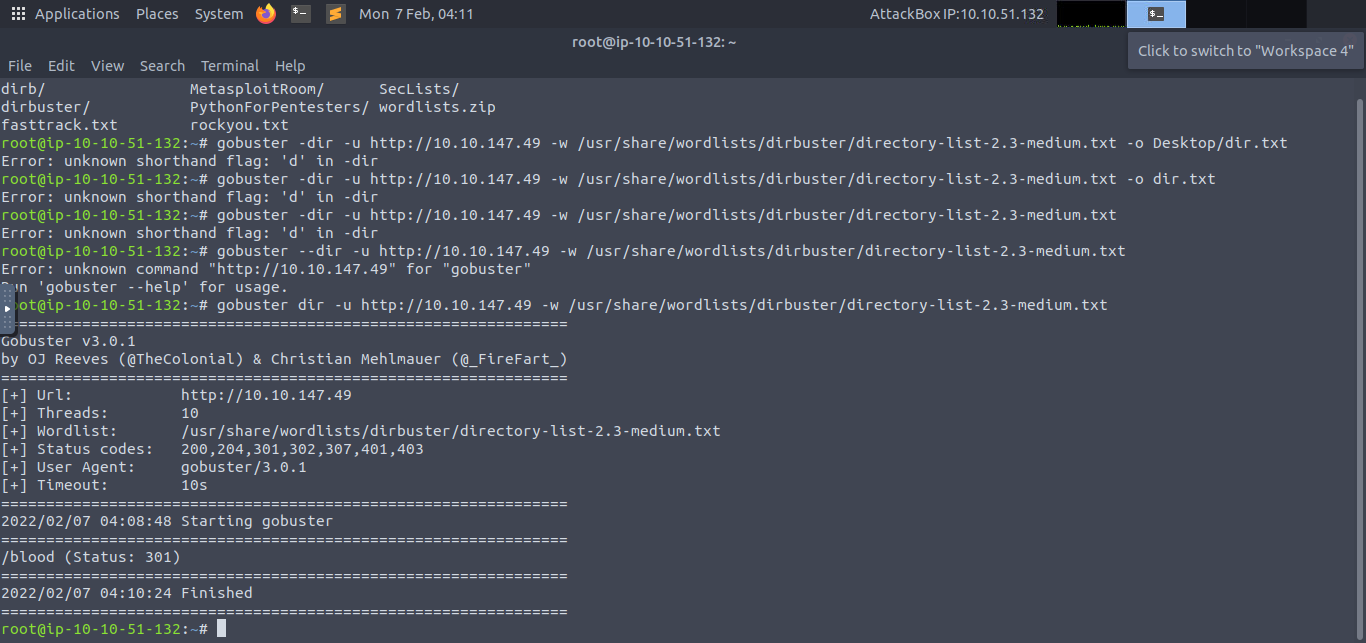 Applications Places System Mon 7 Feb, 04:11 AttackBox IP:10.10.51.132
root@ip-10-10-51-132: ~
Click to switch to "Workspace 4"
File Edit View Search Terminal Help
dirb/ MetasploitRoom/ SecLists/
dirbuster/ PythonForPentesters/ wordlists.zip
fasttrack.txt rockyou.txt
root@ip-10-10-51-132:~# gobuster -dir -u http://10.10.147.49 -w /usr/share/wordlists/dirbuster/directory-list-2.3-medium.txt -o Desktop/dir.txt
Error: unknown shorthand flag: 'd' in -dir
root@ip-10-10-51-132:~# gobuster -dir -u http://10.10.147.49 -w /usr/share/wordlists/dirbuster/directory-list-2.3-medium.txt -o dir.txt
Error: unknown shorthand flag: 'd' in -dir
root@ip-10-10-51-132:~# gobuster -dir -u http://10.10.147.49 -w /usr/share/wordlists/dirbuster/directory-list-2.3-medium.txt
Error: unknown shorthand flag: 'd' in -dir
root@ip-10-10-51-132:~# gobuster --dir -u http://10.10.147.49 -w /usr/share/wordlists/dirbuster/directory-list-2.3-medium.txt
Error: unknown command "http://10.10.147.49" for "gobuster"
Run 'gobuster --help' for usage.
root@ip-10-10-51-132:~# gobuster dir -u http://10.10.147.49 -w /usr/share/wordlists/dirbuster/directory-list-2.3-medium.txt
===============================================================
Gobuster v3.0.1
by OJ Reeves (@TheColonial) & Christian Mehlmauer (@_FireFart_)
===============================================================
[+] Url: http://10.10.147.49
[+] Threads: 10
[+] Wordlist: /usr/share/wordlists/dirbuster/directory-list-2.3-medium.txt
[+] Status codes: 200,204,301,302,307,401,403
[+] User Agent: gobuster/3.0.1
[+] Timeout: 10s
===============================================================
2022/02/07 04:08:48 Starting gobuster
===============================================================
/blood (Status: 301)
===============================================================
2022/02/07 04:10:24 Finished
===============================================================
root@ip-10-10-51-132:~#